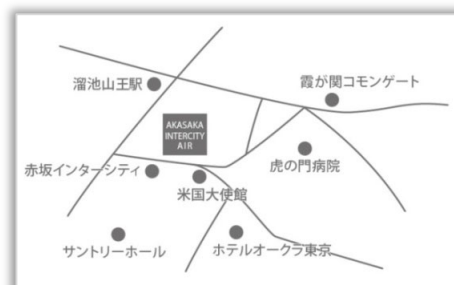 溜池山王駅
霞が関コモンゲート
AKASAKA
INTERCITY
AIR
赤坂インターシティ
虎の門病院
米国大使館
サントリーホール
ホテルオークラ東京